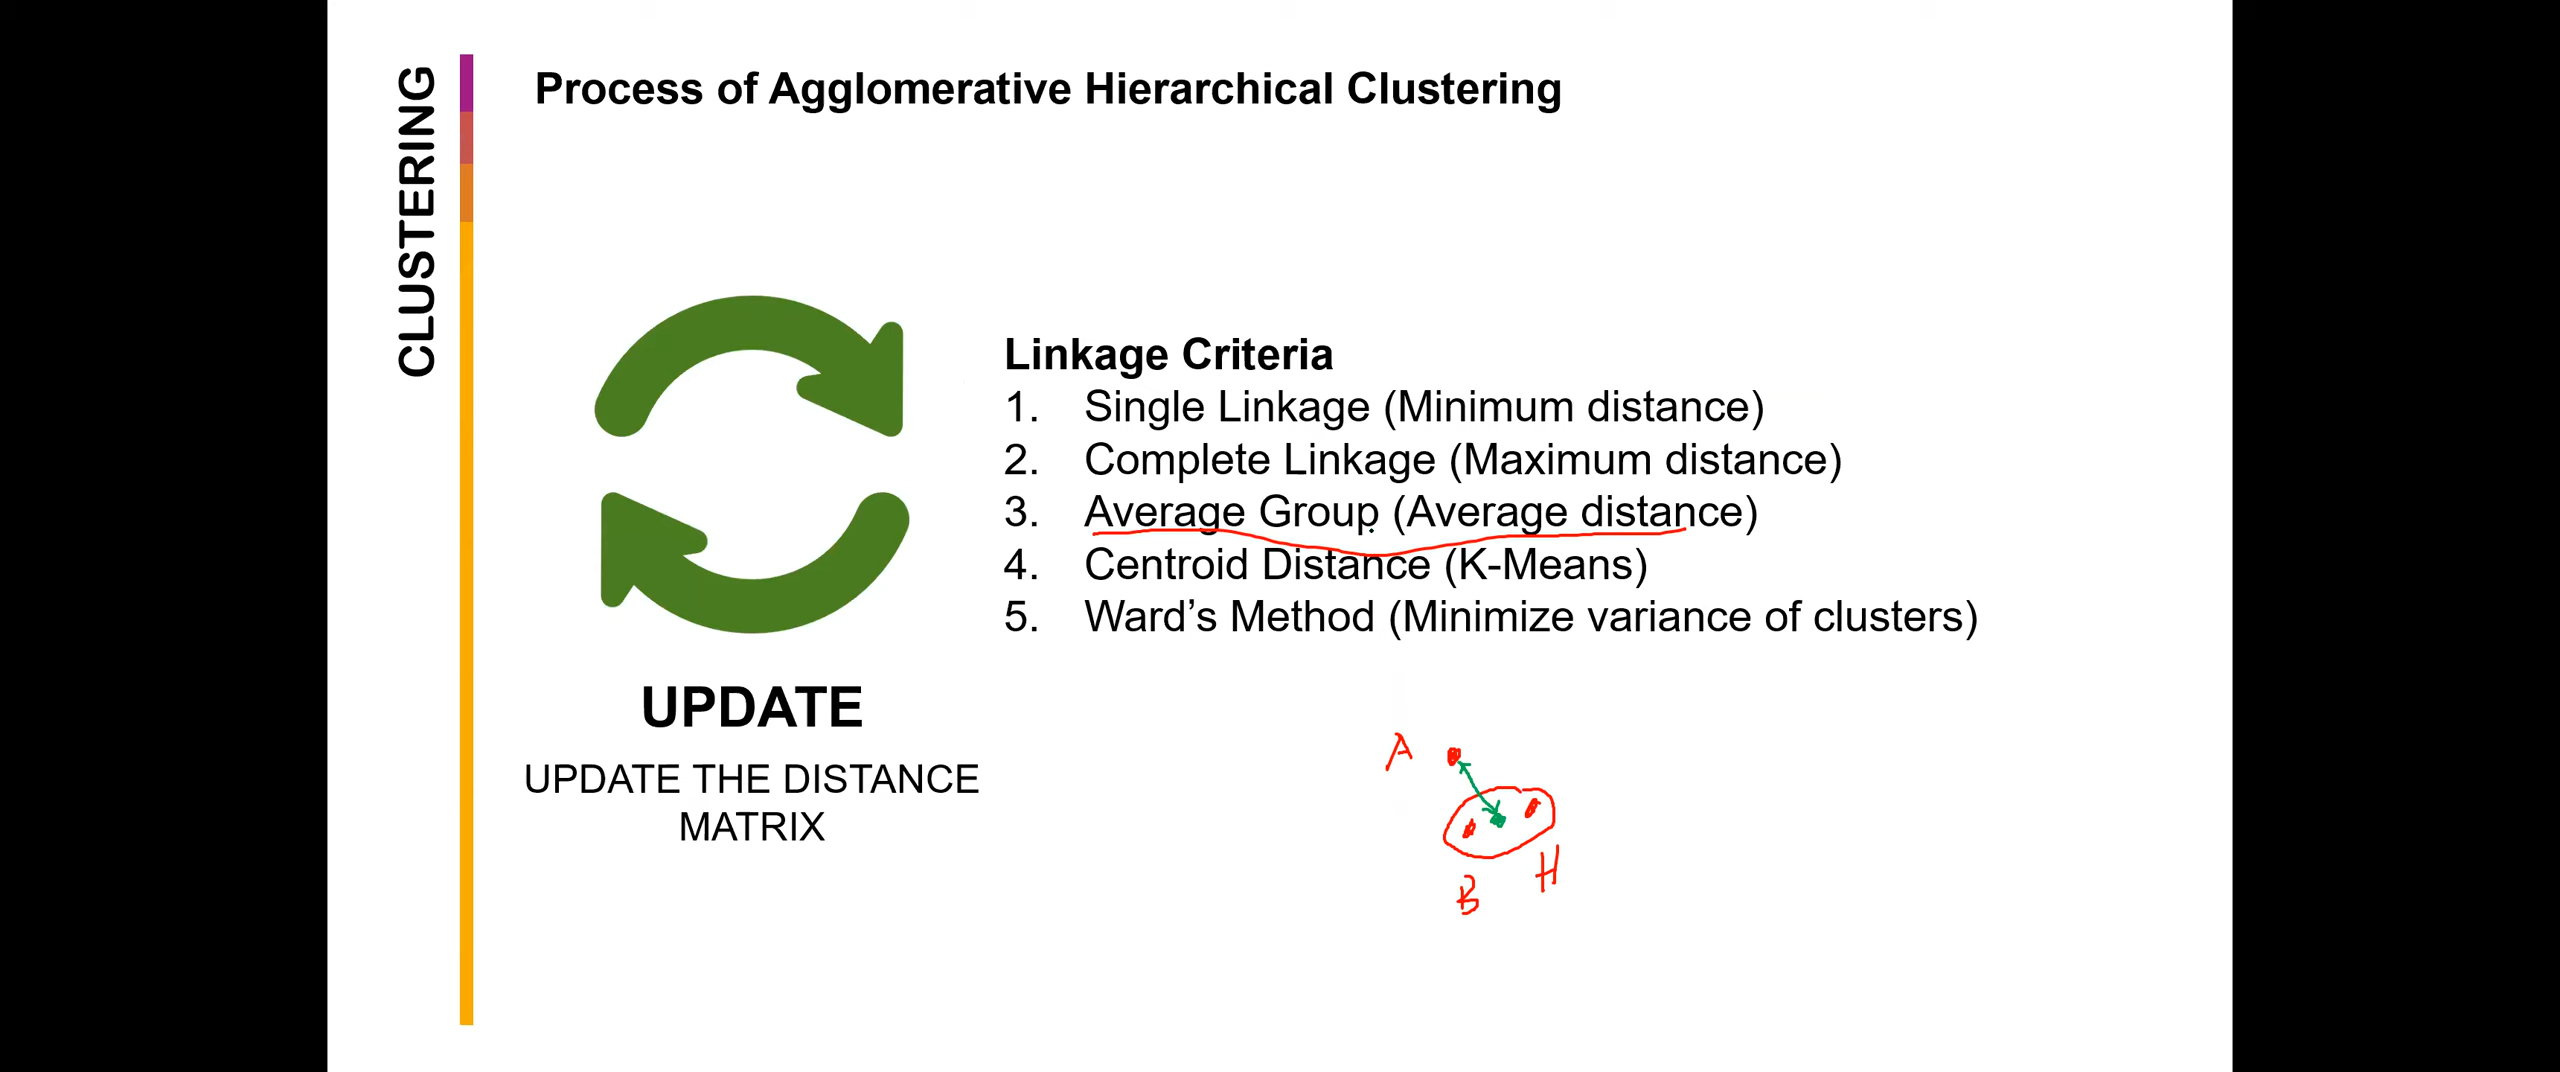 CLUSTERING
Process of Agglomerative Hierarchical Clustering
Linkage Criteria
1. Single Linkage (Minimum distance)
2. Complete Linkage (Maximum distance)
3. Average Group (Average distance)
4. Centroid Distance (K-Means)
5. Ward’s Method (Minimize variance of clusters)
UPDATE
UPDATE THE DISTANCE
MATRIX
A
H
B